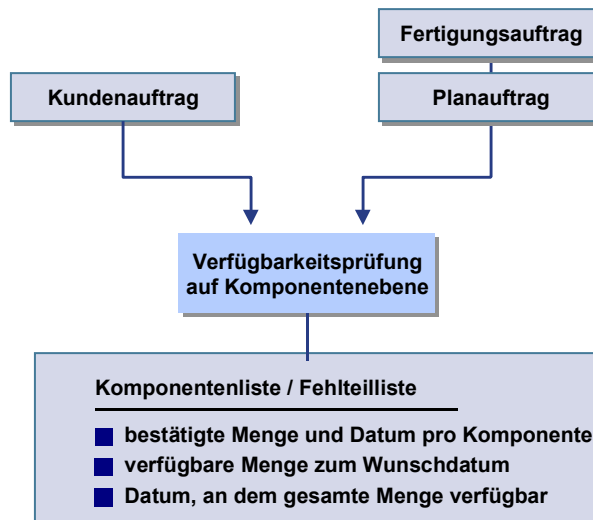 Fertigungsauftrag
Kundenauftrag
Planauftrag
Verfügbarkeitsprüfung
auf Komponentenebene
Komponentenliste / Fehlteilliste
bestätigte Menge und Datum pro Komponente
verfügbare Menge zum Wunschdatum
Datum, an dem gesamte Menge verfügbar